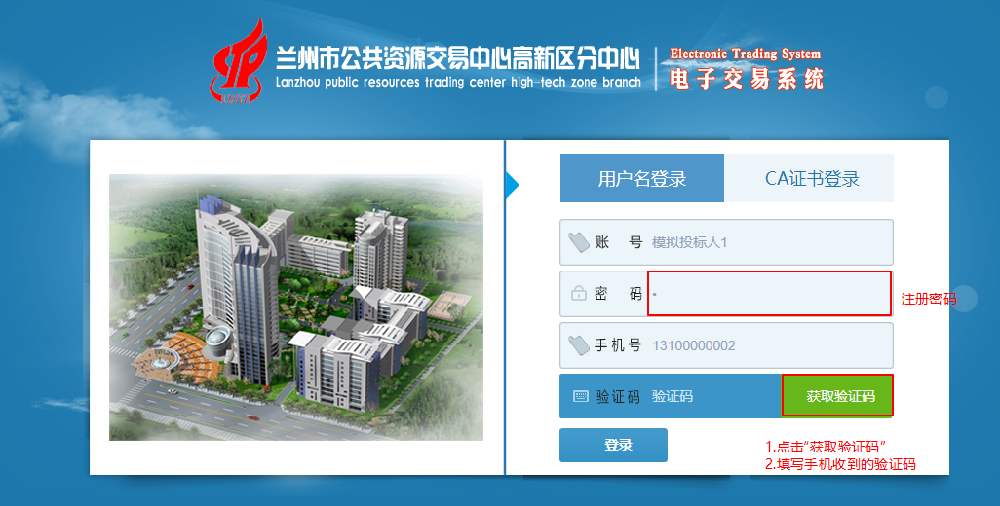 兰州市公共资源交易中心高新区分中心
Lanzhou public resources trading center high-tech zone branch
Electronic Trading System
电子交易系统
用户名登录
CA证书登录
账 号 模拟投标人1
密 码
注册密码
手机号 13100000002
验证码 验证码
获取验证码
登录
1.点击“获取验证码”
2.填写手机收到的验证码